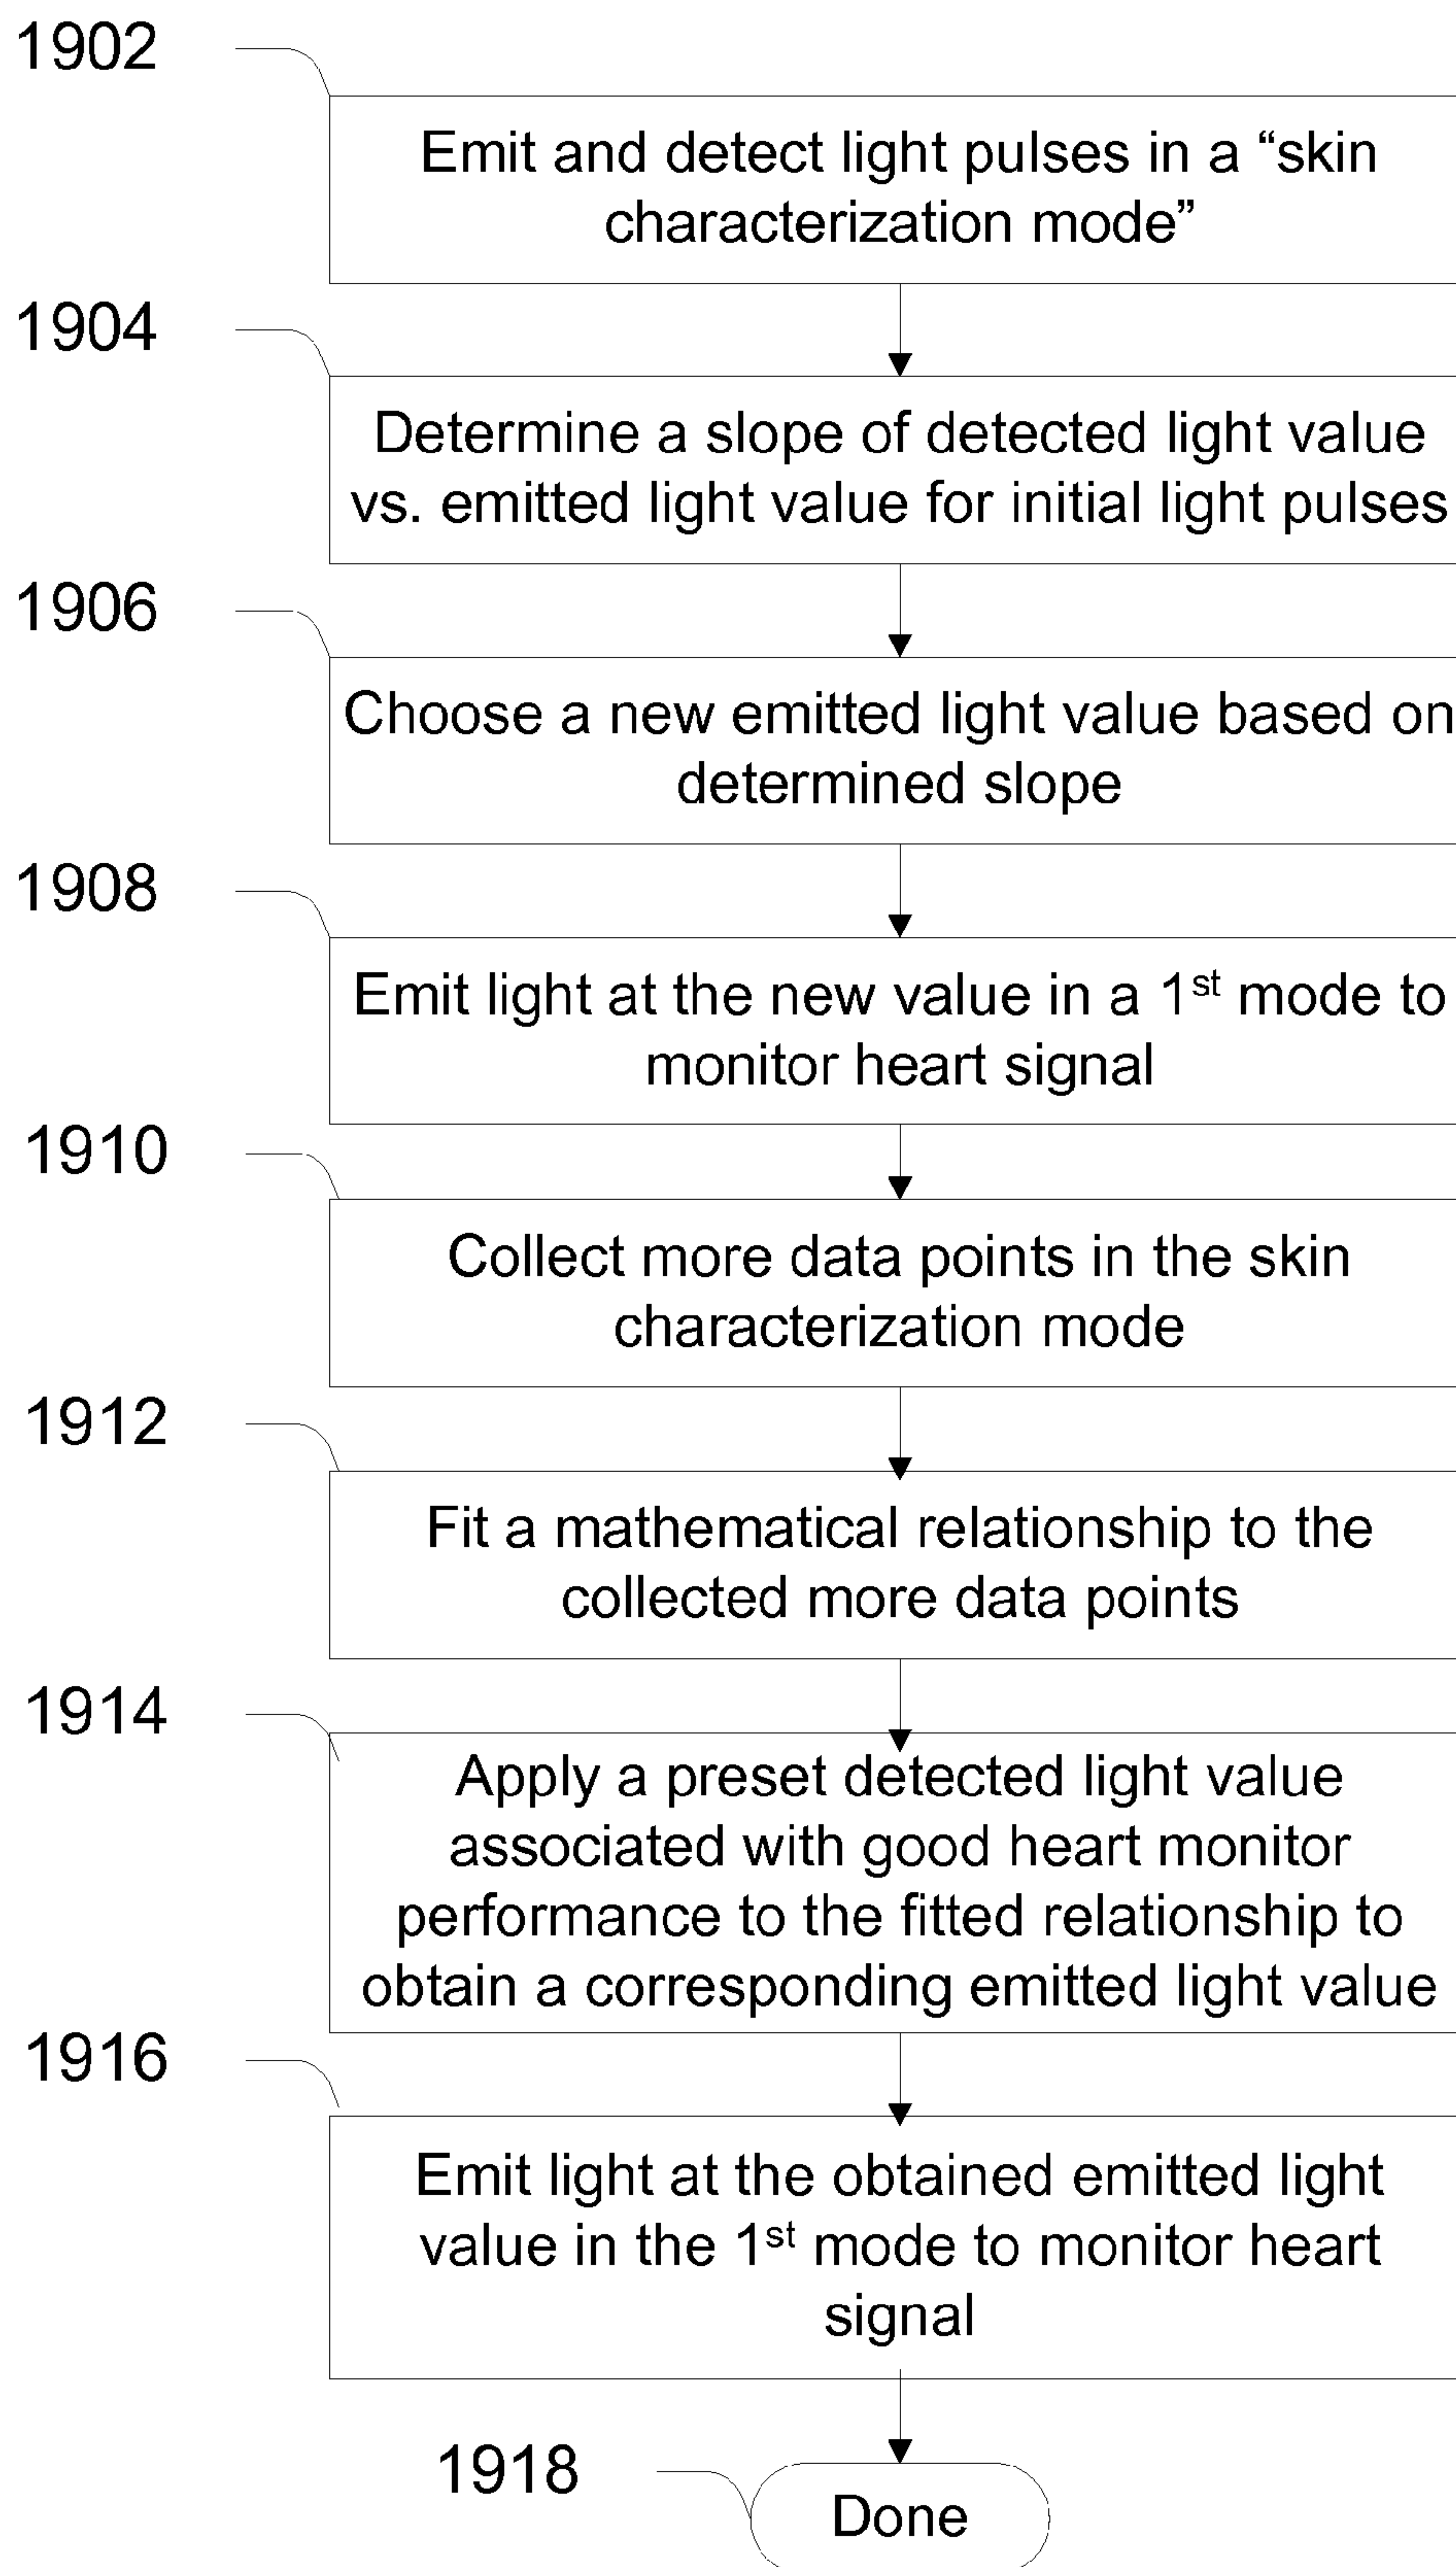 1902
Emit and detect light pulses in a “skin
characterization mode”
1904
Determine a slope of detected light value
vs. emitted light value for initial light pulses
1906
Choose a new emitted light value based on
determined slope
1908
Emit light at the new value in a 1st mode to
monitor heart signal
1910
Collect more data points in the skin
characterization mode
1912
Fit a mathematical relationship to the
collected more data points
1914
Apply a preset detected light value
associated with good heart monitor
performance to the fitted relationship to
obtain a corresponding emitted light value
1916
Emit light at the obtained emitted light
value in the 1st mode to monitor heart
signal
1918
Done